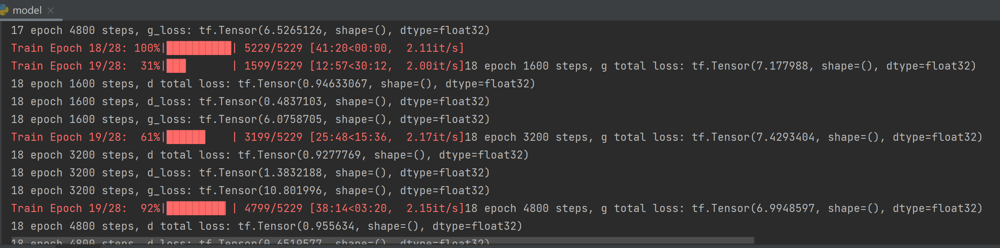 model
17 epoch 4800 steps, g_loss: tf.Tensor(6.5265126, shape=(), dtype=float32)
Train Epoch 18/28: 100%|██████████| 5229/5229 [41:20<00:00,  2.11it/s]
Train Epoch 19/28:  31%|███       | 1599/5229 [12:57<30:12,  2.00it/s]18 epoch 1600 steps, g total loss: tf.Tensor(7.177988, shape=(), dtype=float32)
18 epoch 1600 steps, d total loss: tf.Tensor(0.94633067, shape=(), dtype=float32)
18 epoch 1600 steps, d_loss: tf.Tensor(0.4837103, shape=(), dtype=float32)
18 epoch 1600 steps, g_loss: tf.Tensor(6.0758705, shape=(), dtype=float32)
Train Epoch 19/28:  61%|██████    | 3199/5229 [25:48<15:36,  2.17it/s]18 epoch 3200 steps, g total loss: tf.Tensor(7.4293404, shape=(), dtype=float32)
18 epoch 3200 steps, d total loss: tf.Tensor(0.9277769, shape=(), dtype=float32)
18 epoch 3200 steps, d_loss: tf.Tensor(1.3832188, shape=(), dtype=float32)
18 epoch 3200 steps, g_loss: tf.Tensor(10.801996, shape=(), dtype=float32)
Train Epoch 19/28:  92%|█████████▏| 4799/5229 [38:14<03:20,  2.15it/s]18 epoch 4800 steps, g total loss: tf.Tensor(6.9948597, shape=(), dtype=float32)
18 epoch 4800 steps, d total loss: tf.Tensor(0.955634, shape=(), dtype=float32)
18 epoch 4800 steps, d_loss: tf.Tensor(0.6519577, shape=(), dtype=float32)